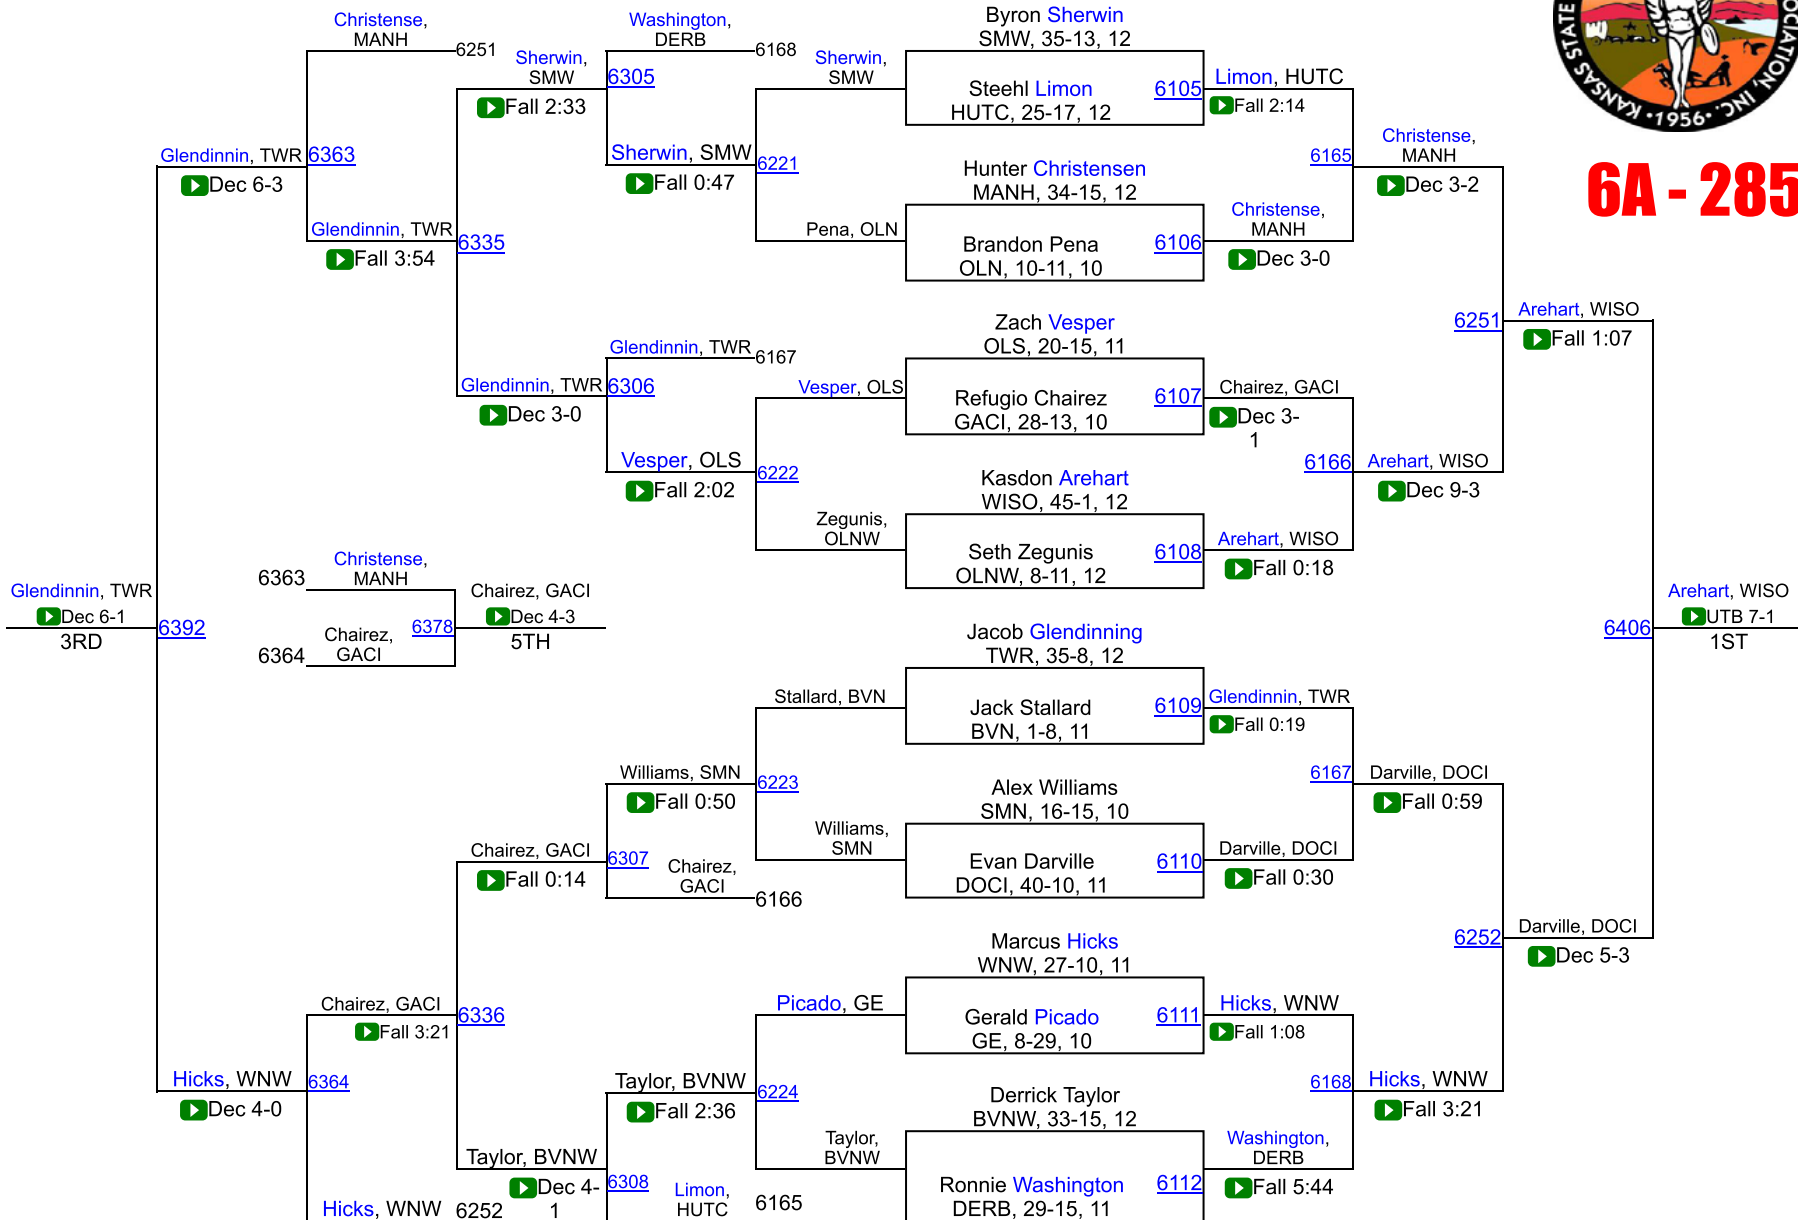 Christense,
MANH
6251
Washington,
DERB
6168
Byron Sherwin
SMW, 35-13, 12
Sherwin,
SMW
6305
Fall 2:33
Sherwin,
SMW
Steehl Limon
HUTC, 25-17, 12
6105
Limon, HUTC
Fall 2:14
KANSAS STATE
OCIATION, INC.
•1956•
Glendinnin, TWR
6363
Dec 6-3
Sherwin, SMW
6221
Fall 0:47
Hunter Christensen
MANH, 34-15, 12
6165
Christense,
MANH
Dec 3-2
6A - 285
Glendinnin, TWR
6335
Fall 3:54
Pena, OLN
Brandon Pena
OLN, 10-11, 10
6106
Christense,
MANH
Dec 3-0
Zach Vesper
OLS, 20-15, 11
6251
Arehart, WISO
Fall 1:07
Glendinnin, TWR
6167
Glendinnin, TWR
6306
Dec 3-0
Vesper, OLS
Refugio Chairez
GACI, 28-13, 10
6107
Chairez, GACI
Dec 3-
1
Vesper, OLS
6222
Fall 2:02
Kasdon Arehart
WISO, 45-1, 12
6166
Arehart, WISO
Dec 9-3
Zegunis,
OLNW
Seth Zegunis
OLNW, 8-11, 12
6108
Arehart, WISO
Fall 0:18
Glendinnin, TWR
Dec 6-1
3RD
6392
6363
Christense,
MANH
6364
Chairez,
GACI
6378
Chairez, GACI
Dec 4-3
5TH
6406
Arehart, WISO
UTB 7-1
1ST
Jacob Glendinning
TWR, 35-8, 12
Stallard, BVN
Jack Stallard
BVN, 1-8, 11
6109
Glendinnin, TWR
Fall 0:19
Williams, SMN
6223
Fall 0:50
Alex Williams
SMN, 16-15, 10
6167
Darville, DOCI
Fall 0:59
Williams,
SMN
Evan Darville
DOCI, 40-10, 11
6110
Darville, DOCI
Fall 0:30
Chairez, GACI
6307
Fall 0:14
Chairez,
GACI
6166
Marcus Hicks
WNW, 27-10, 11
6252
Darville, DOCI
Dec 5-3
Chairez, GACI
6336
Fall 3:21
Picado, GE
Gerald Picado
GE, 8-29, 10
6111
Hicks, WNW
Fall 1:08
Hicks, WNW
6364
Dec 4-0
Taylor, BVNW
6224
Fall 2:36
Derrick Taylor
BVNW, 33-15, 12
6168
Hicks, WNW
Fall 3:21
Taylor, BVNW
6308
Dec 4-
1
Taylor,
BVNW
Ronnie Washington
DERB, 29-15, 11
6112
Washington,
DERB
Fall 5:44
Hicks, WNW
6252
Limon,
HUTC
6165